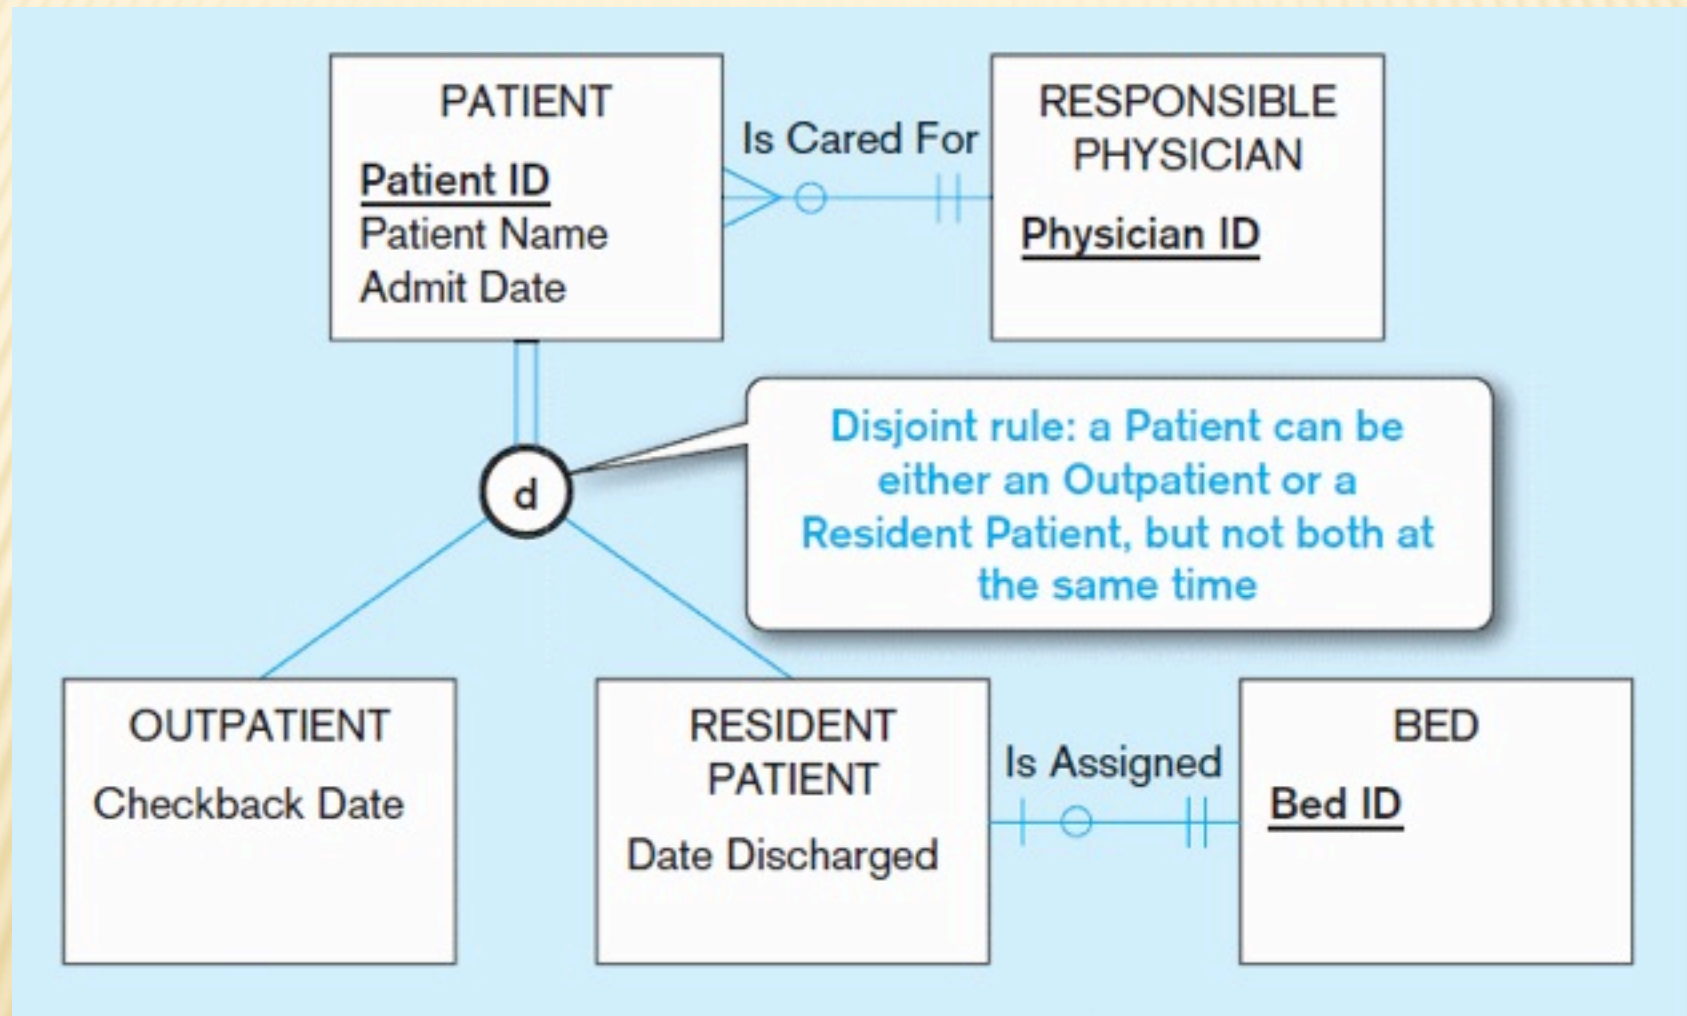 PATIENT
Patient ID
Patient Name
Admit Date
Is Cared For
RESPONSIBLE
PHYSICIAN
Physician ID
d
Disjoint rule: a Patient can be
either an Outpatient or a
Resident Patient, but not both at
the same time
OUTPATIENT
Checkback Date
RESIDENT
PATIENT
Date Discharged
Is Assigned
BED
Bed ID